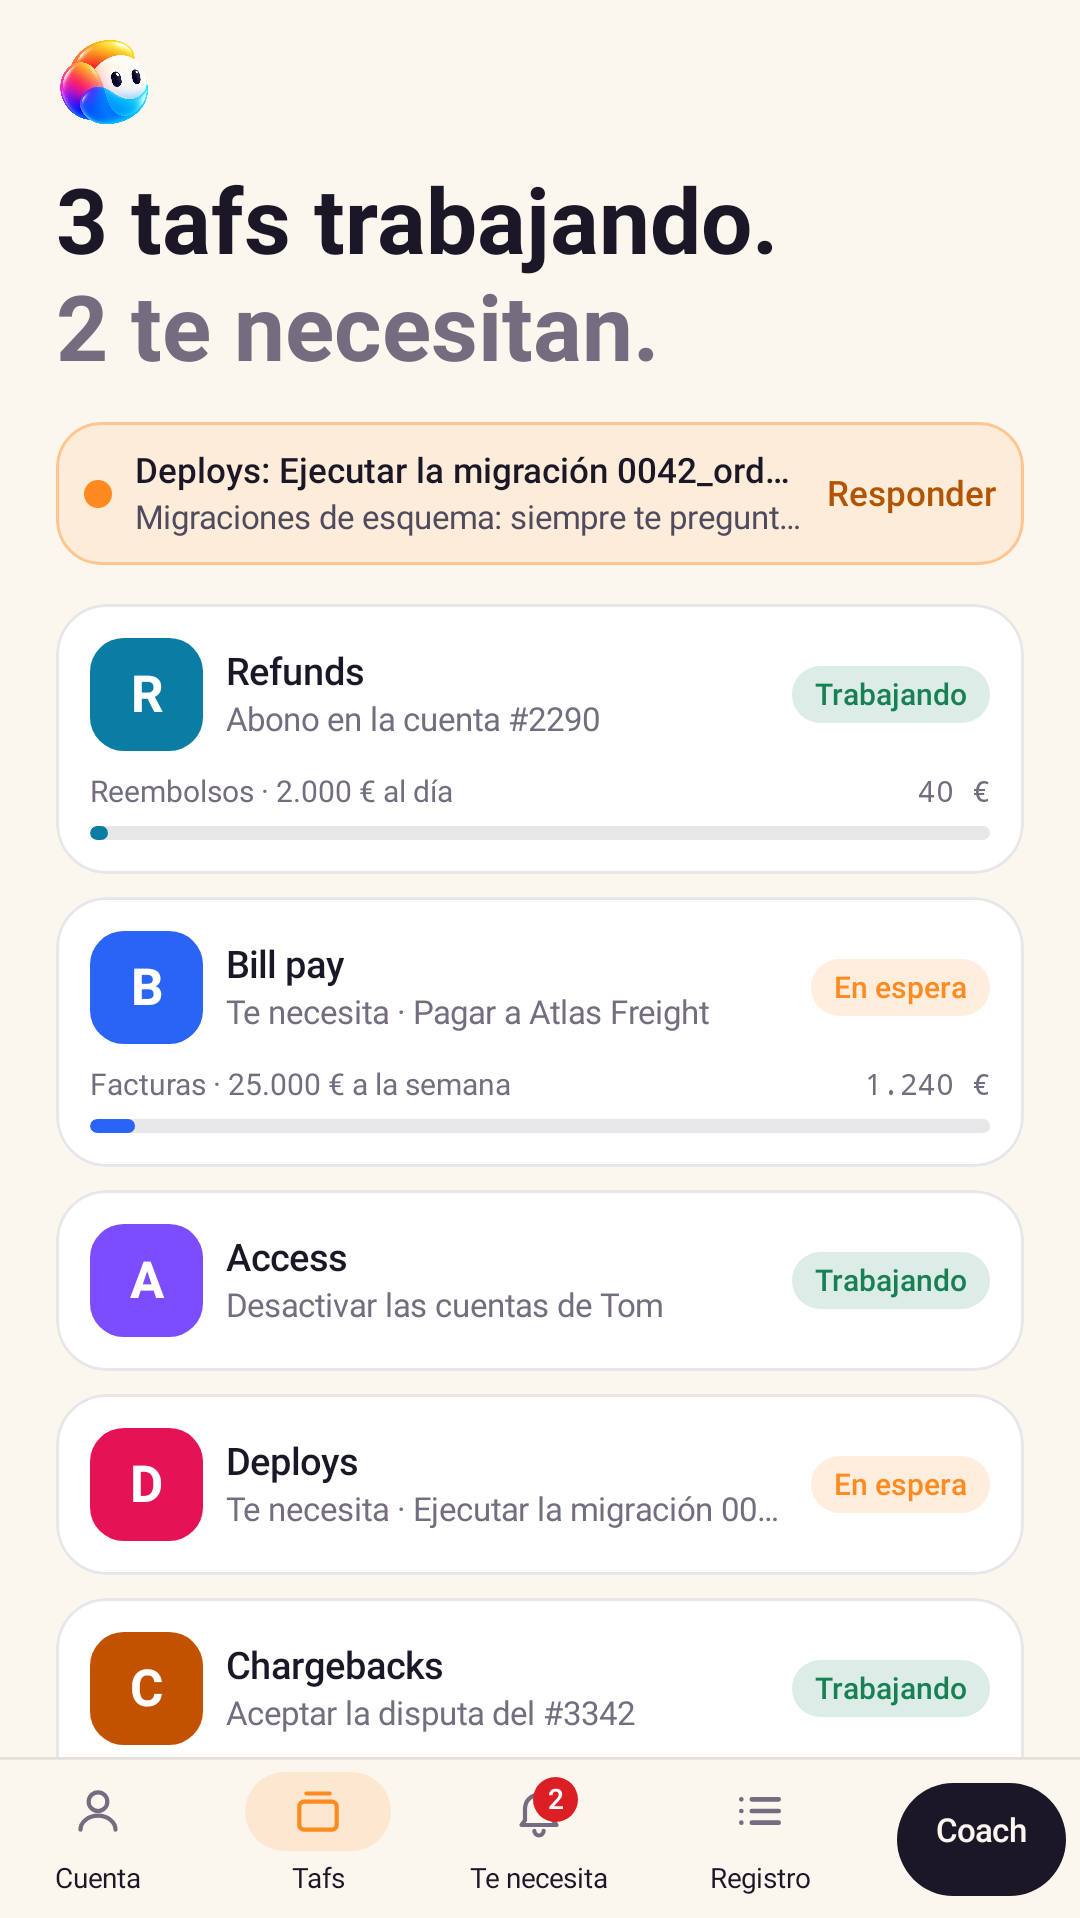 3 tafs trabajando.
2 te necesitan.
Deploys: Ejecutar la migración 0042_ord…
Migraciones de esquema: siempre te pregunt…
Responder
R
Refunds
Abono en la cuenta #2290
Trabajando
Reembolsos · 2.000 € al día
40 €
B
Bill pay
Te necesita · Pagar a Atlas Freight
En espera
Facturas · 25.000 € a la semana
1.240 €
A
Access
Desactivar las cuentas de Tom
Trabajando
D
Deploys
Te necesita · Ejecutar la migración 00…
En espera
C
Chargebacks
Aceptar la disputa del #3342
Trabajando
Cuenta
Tafs
2
Te necesita
Registro
Coach